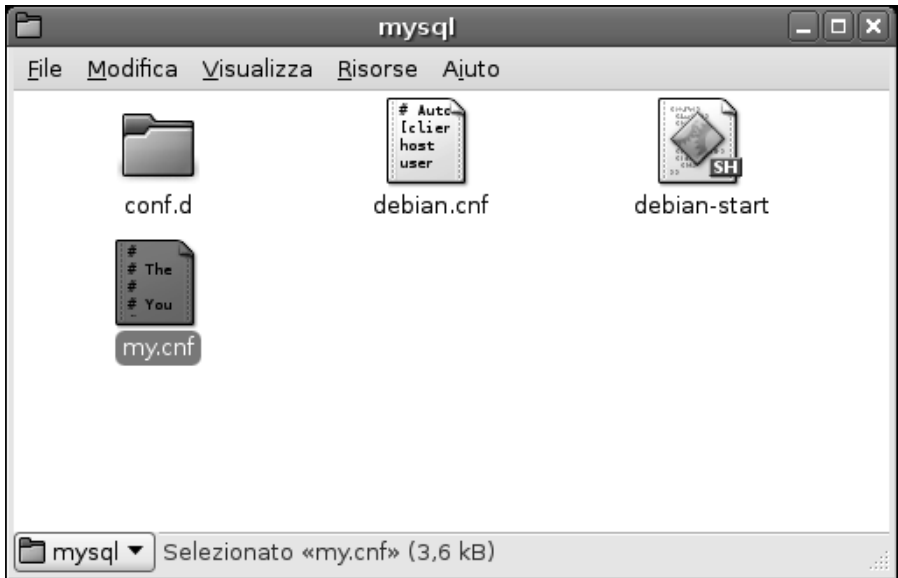 mysql
File Modifica Visualizza Risorse Aiuto
# Auto
[clien
host
user
SH
conf.d debian.cnf debian-start
#
# The
#
# You
my.cnf
mysql Selezionato «my.cnf» (3,6 kB)